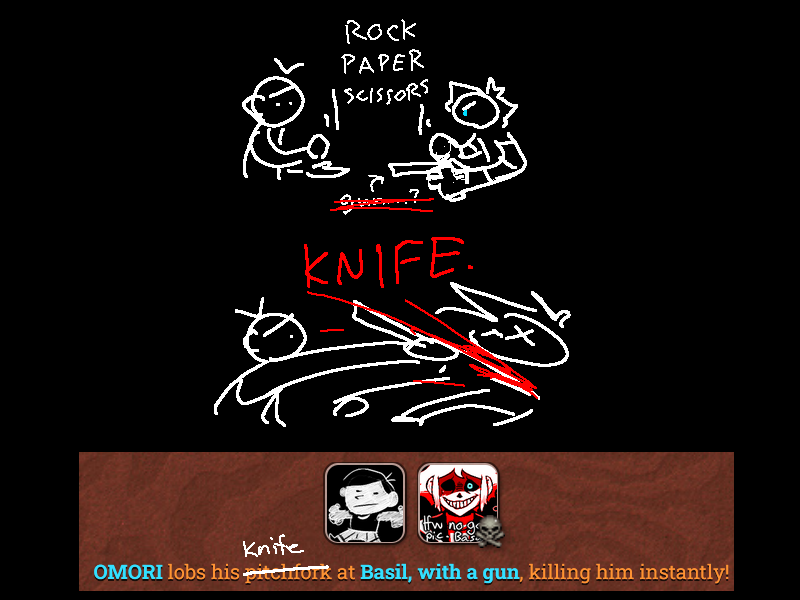 ROCK
PAPER
SCISSORS
KNIFE.
knife
OMORI lobs his pitchfork at Basil, with a gun, killing him instantly!